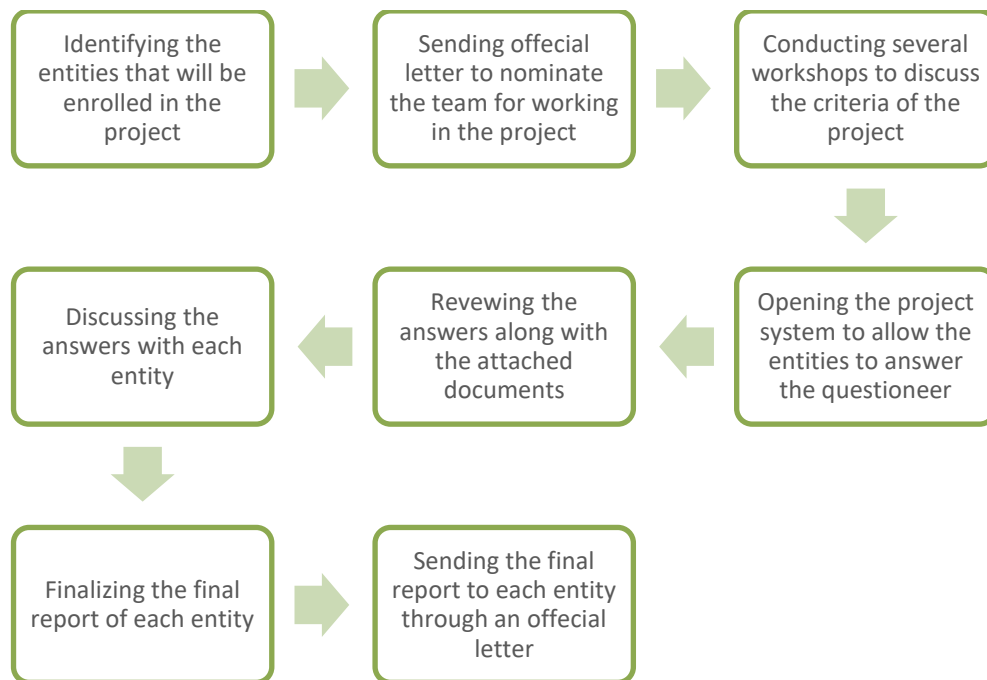 Identifying the
entities that will be
enrolled in the
project
Sending offecial
letter to nominate
the team for working
in the project
Conducting several
workshops to discuss
the criteria of the
project
Opening the project
system to allow the
entities to answer
the questioneer
Revewing the
answers along with
the attached
documents
Discussing the
answers with each
entity
Finalizing the final
report of each entity
Sending the final
report to each entity
through an offecial
letter